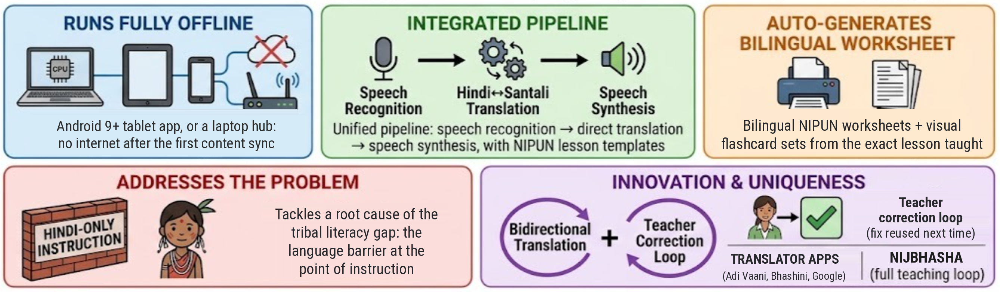 RUNS FULLY OFFLINE
CPU
Android 9+ tablet app, or a laptop hub:
no internet after the first content sync
INTEGRATED PIPELINE
Speech
Recognition
Hindi↔Santali
Translation
Speech
Synthesis
Unified pipeline: speech recognition → direct translation
→ speech synthesis, with NIPUN lesson templates
AUTO-GENERATES
BILINGUAL WORKSHEET
Bilingual NIPUN worksheets + visual
flashcard sets from the exact lesson taught
ADDRESSES THE PROBLEM
HINDI-ONLY
INSTRUCTION
Tackles a root cause of the
tribal literacy gap: the
language barrier at the
point of instruction
INNOVATION & UNIQUENESS
Bidirectional
Translation
+
Teacher
Correction
Loop
Teacher
correction loop
(fix reused next time)
TRANSLATOR APPS
(Adi Vaani, Bhashini, Google)
NIJBHASHA
(full teaching loop)